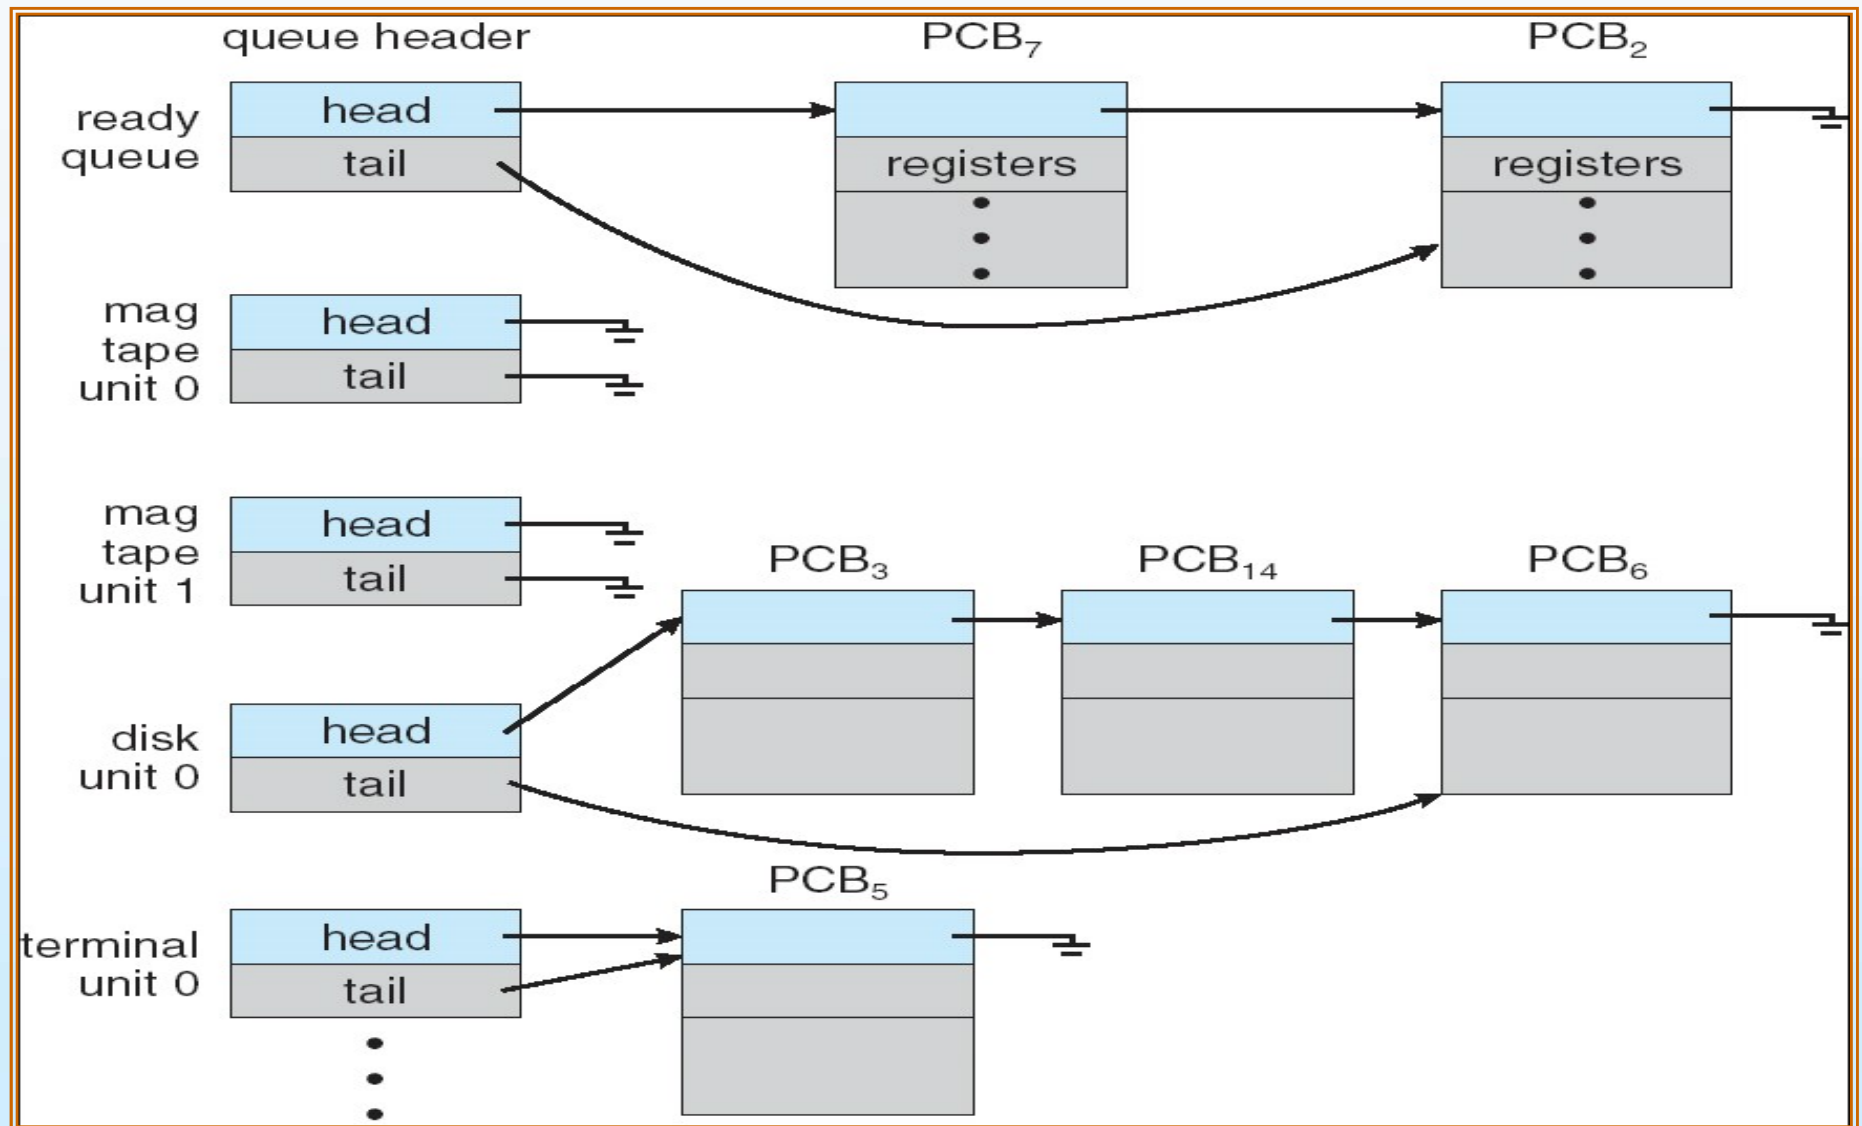 queue header
PCB₇
PCB₂
ready
queue
head
tail
registers
registers
mag
tape
unit 0
head
tail
mag
tape
unit 1
head
tail
PCB₃
PCB₁₄
PCB₆
disk
unit 0
head
tail
PCB₅
terminal
unit 0
head
tail